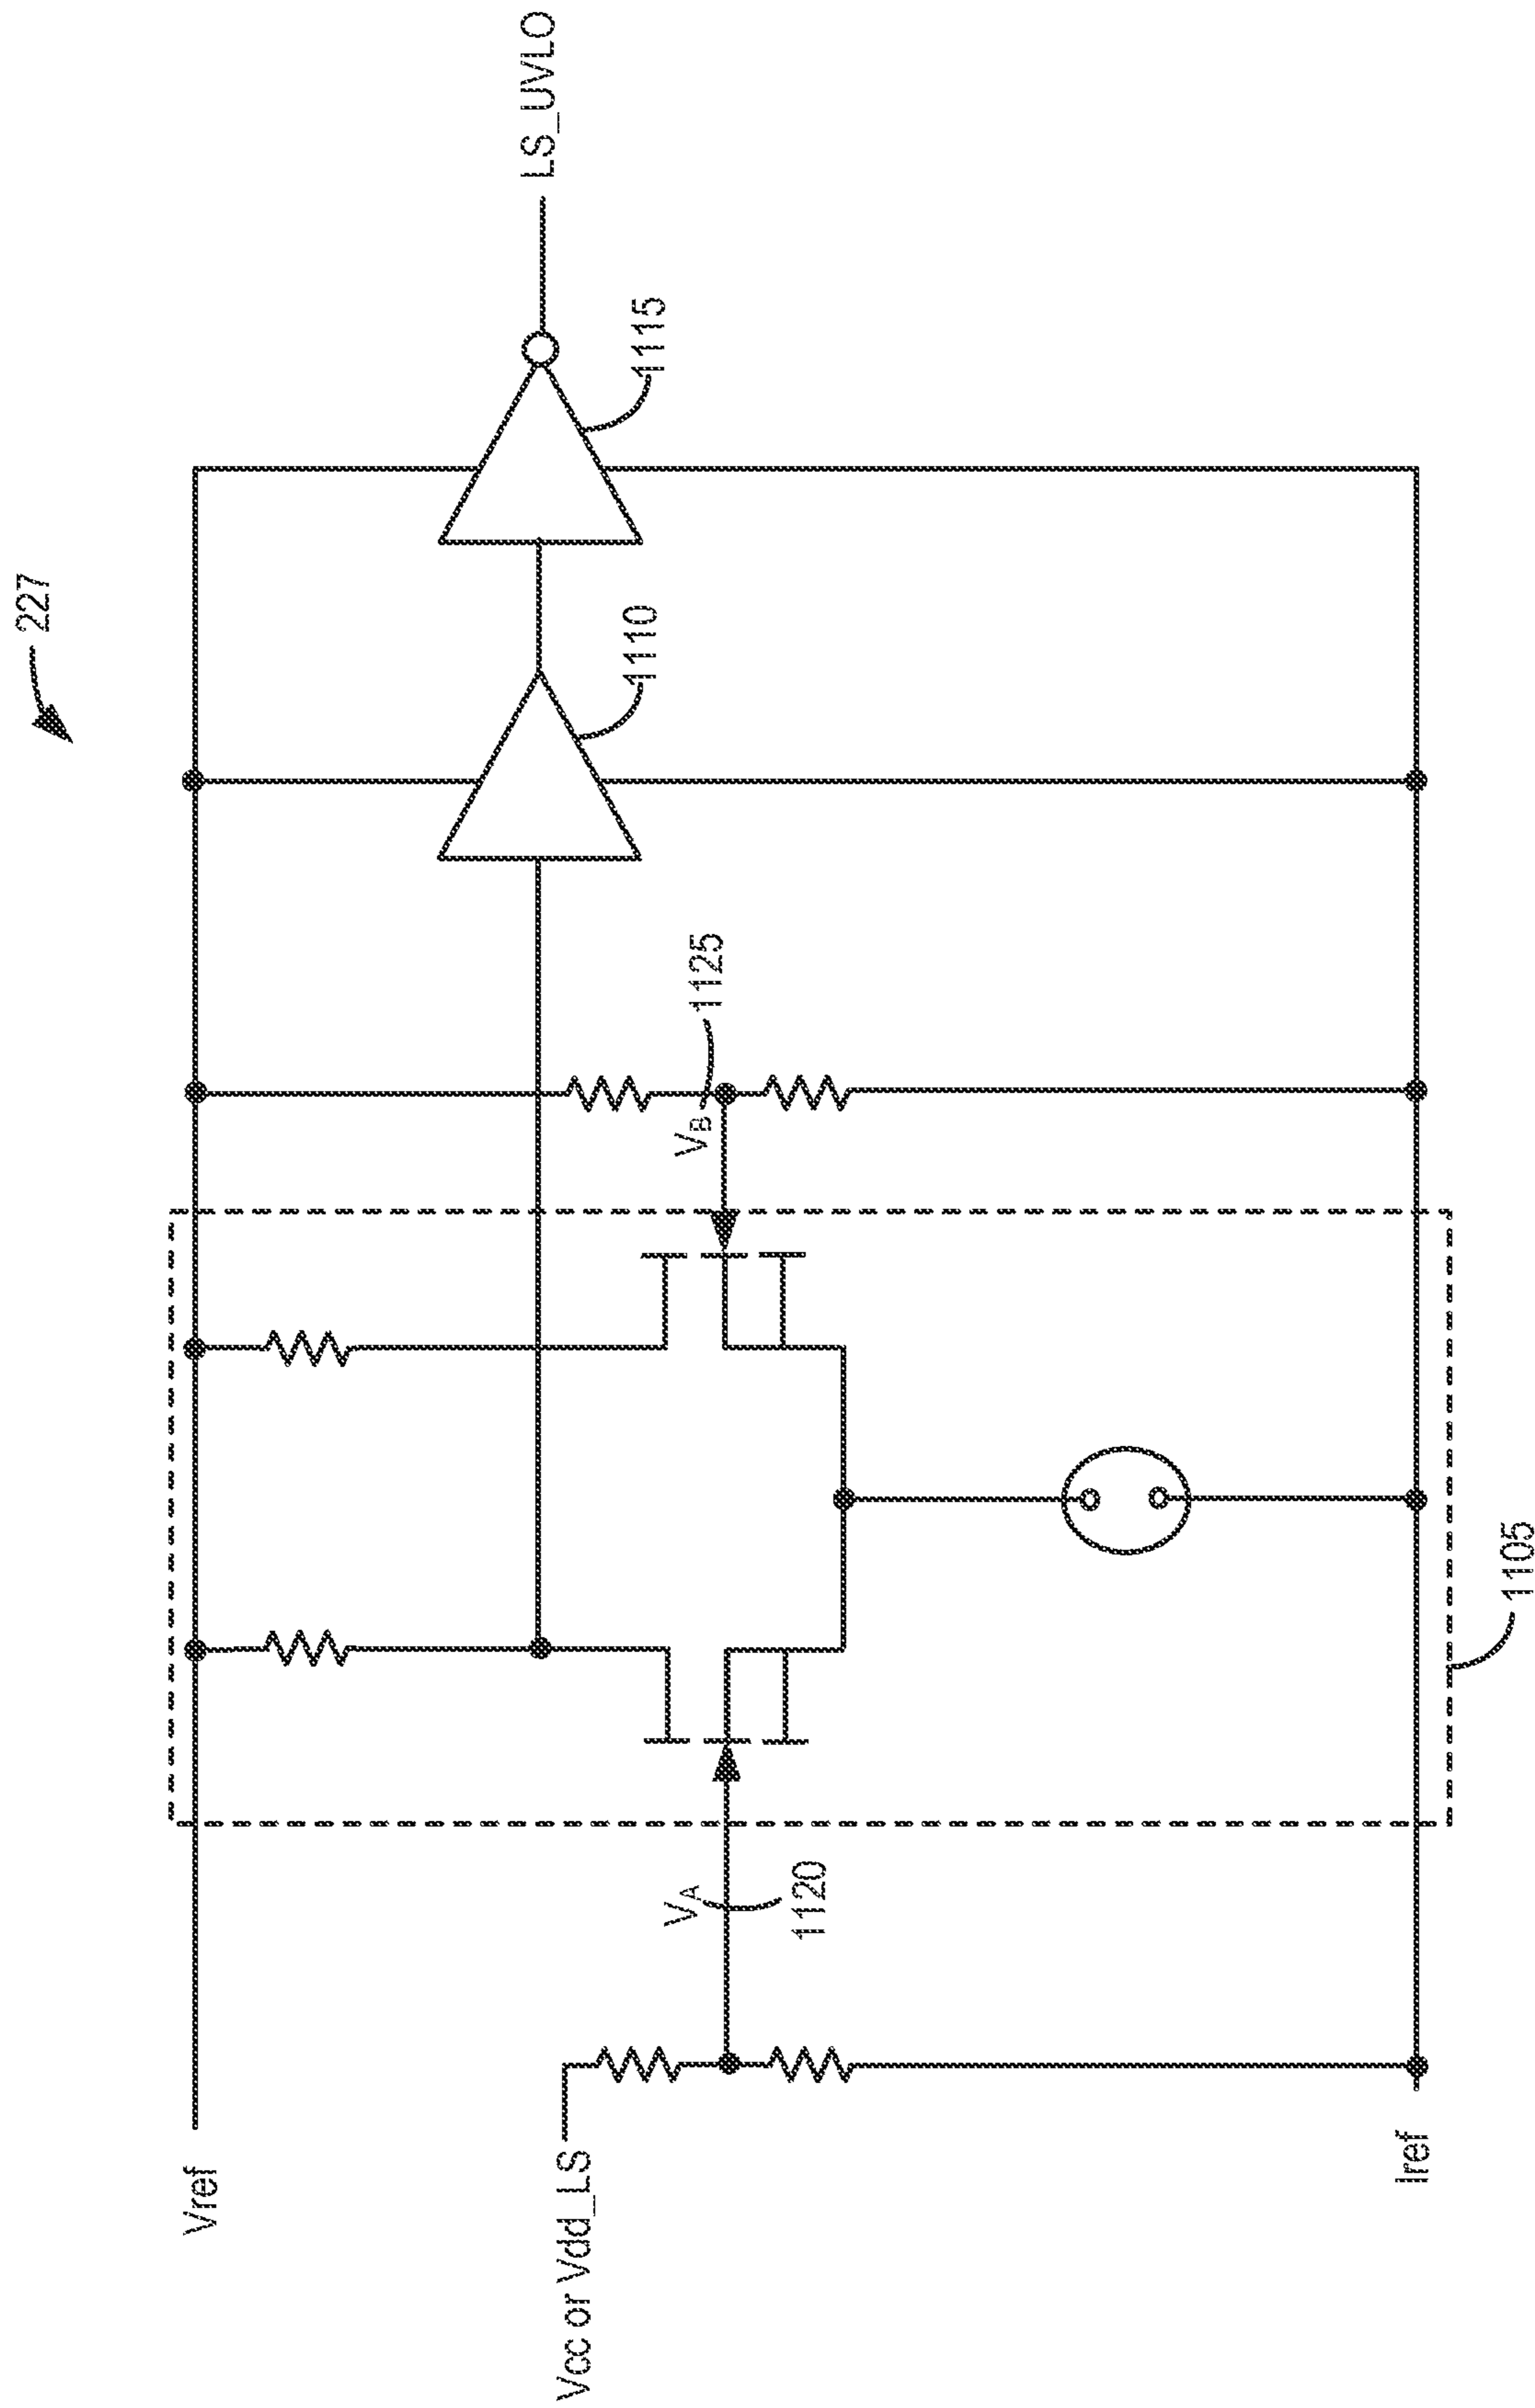 227
Vref
Vcc or Vdd_LS
Iref
VA
1120
VB
1125
1105
1110
1115
LS_UVLO